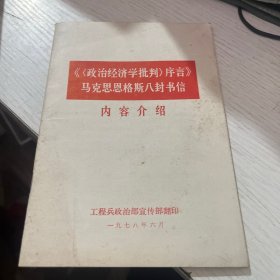 《〈政治经济学批判〉序言》
马克思恩格斯八封书信
内容介绍
工程兵政治部宣传部翻印
一九七八年六月